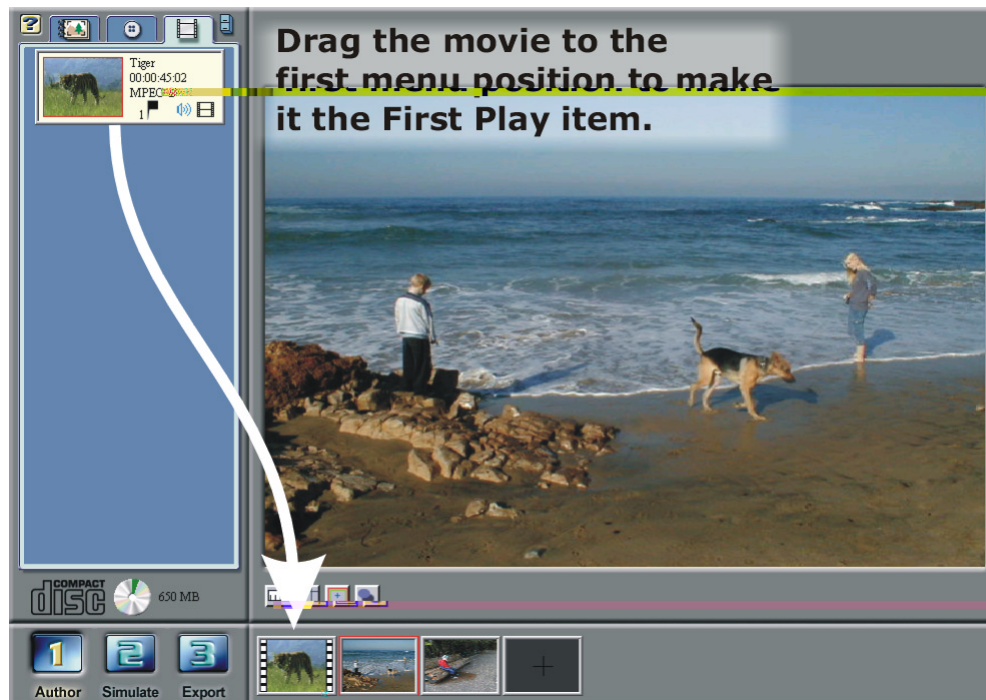 Drag the movie to the
first menu position to make
it the First Play item.
Tiger
00:00:45:02
1
COMPACT
disc
650 MB
1 2 3
Author Simulate Export